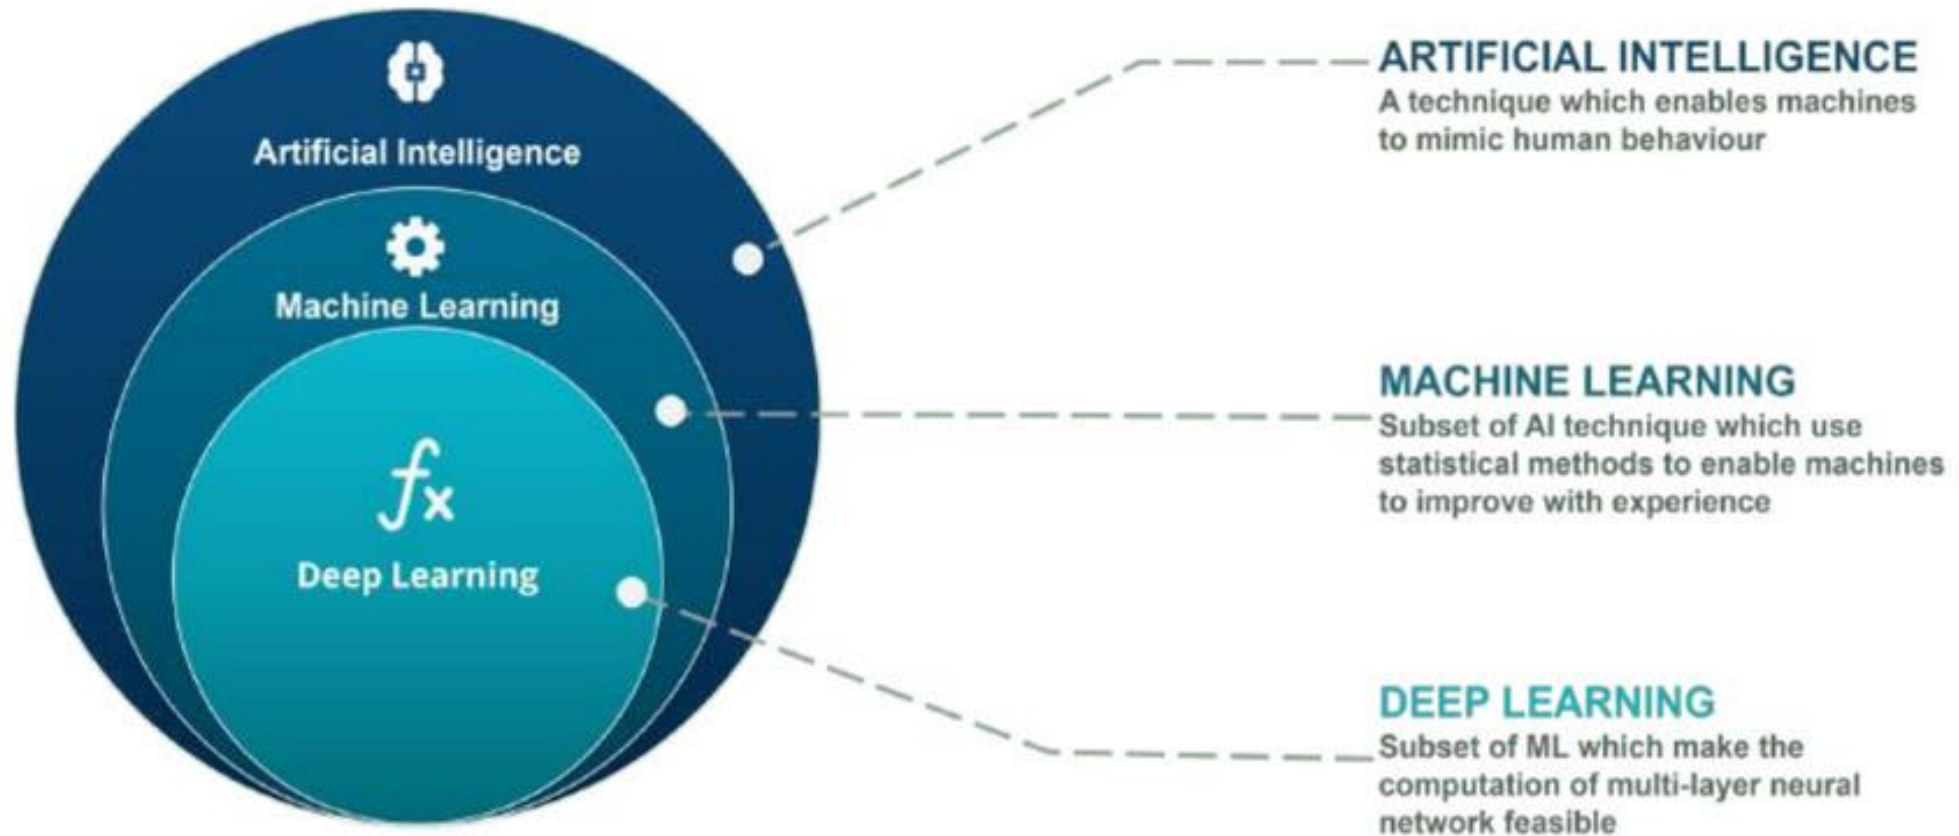 Artificial Intelligence
Machine Learning
fx
Deep Learning
ARTIFICIAL INTELLIGENCE
A technique which enables machines
to mimic human behaviour
MACHINE LEARNING
Subset of AI technique which use
statistical methods to enable machines
to improve with experience
DEEP LEARNING
Subset of ML which make the
computation of multi-layer neural
network feasible